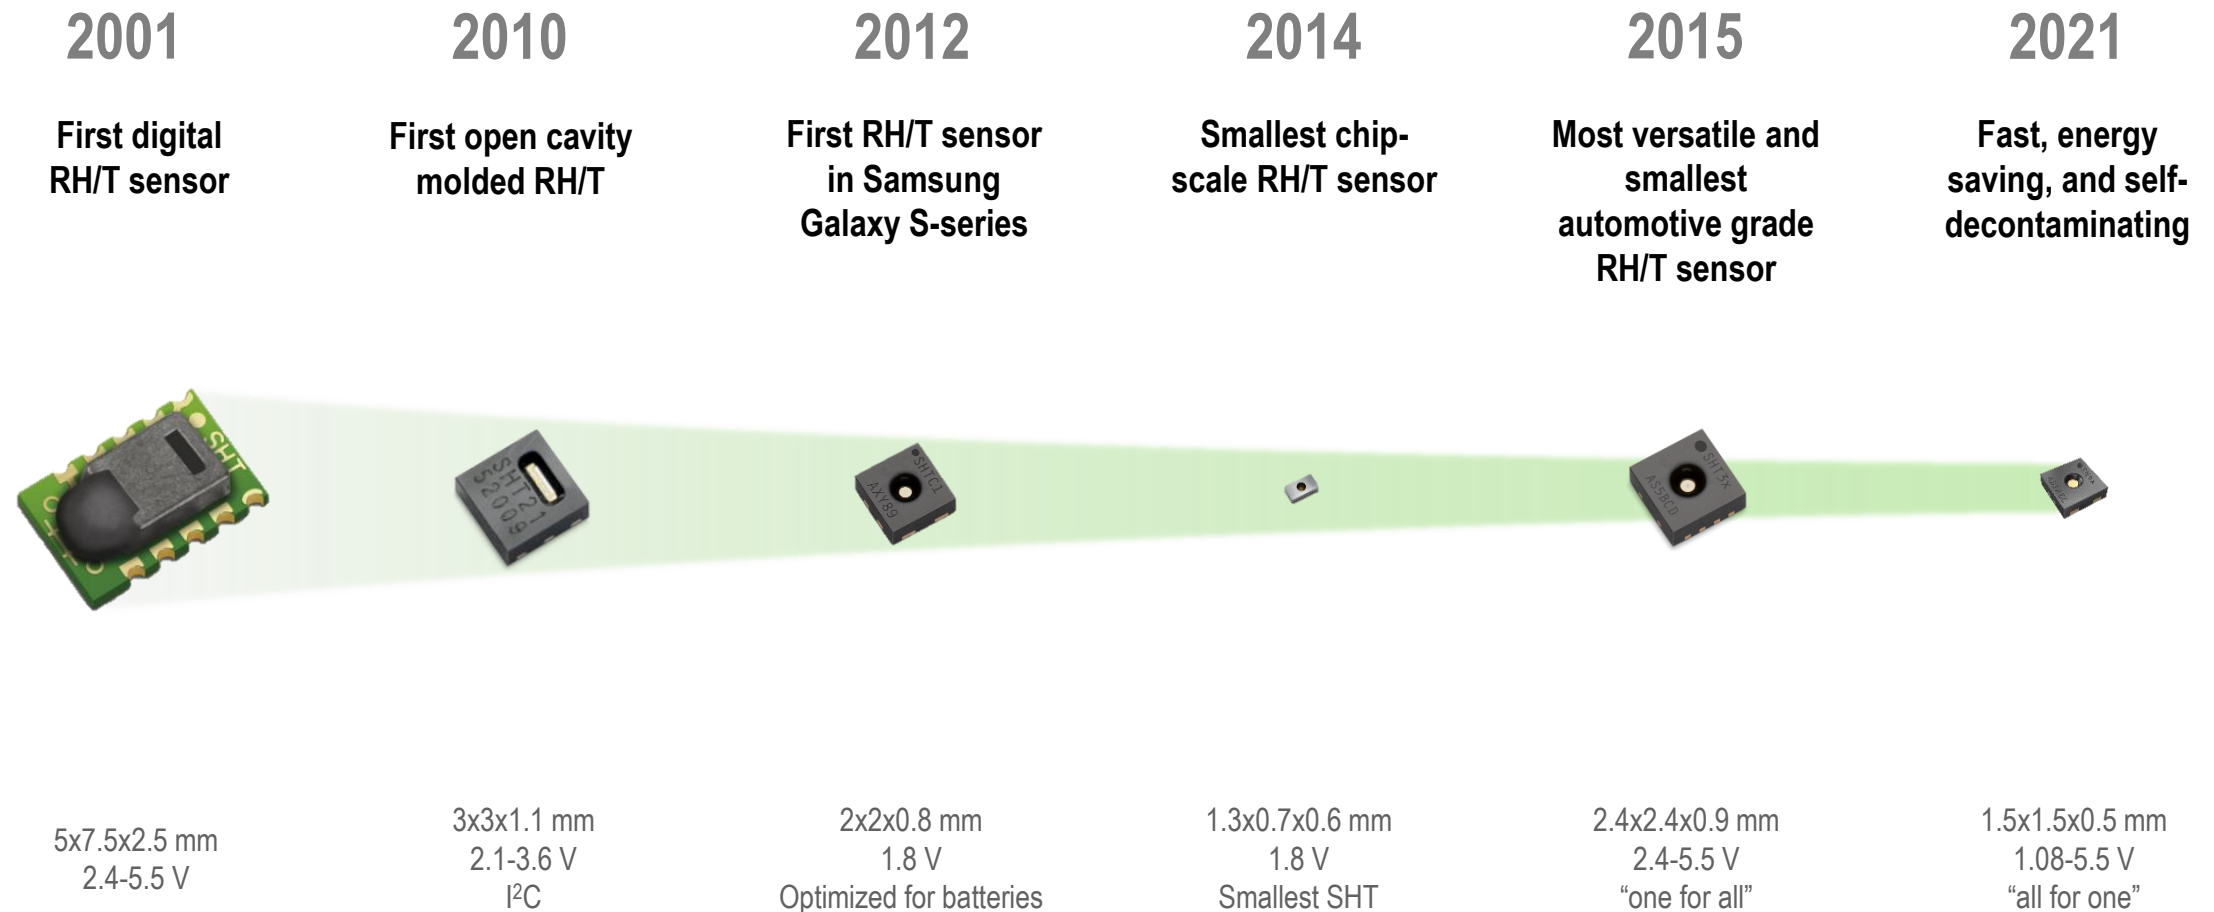 2001
First digital
RH/T sensor
5x7.5x2.5 mm
2.4-5.5 V
2010
First open cavity
molded RH/T
SHT21
52009
3x3x1.1 mm
2.1-3.6 V
I²C
2012
First RH/T sensor
in Samsung
Galaxy S-series
SHTC1
AXY89
2x2x0.8 mm
1.8 V
Optimized for batteries
2014
Smallest chip-
scale RH/T sensor
1.3x0.7x0.6 mm
1.8 V
Smallest SHT
2015
Most versatile and
smallest
automotive grade
RH/T sensor
SHT3x
AS5BCD
2.4x2.4x0.9 mm
2.4-5.5 V
“one for all”
2021
Fast, energy
saving, and self-
decontaminating
1.5x1.5x0.5 mm
1.08-5.5 V
“all for one”
SHT